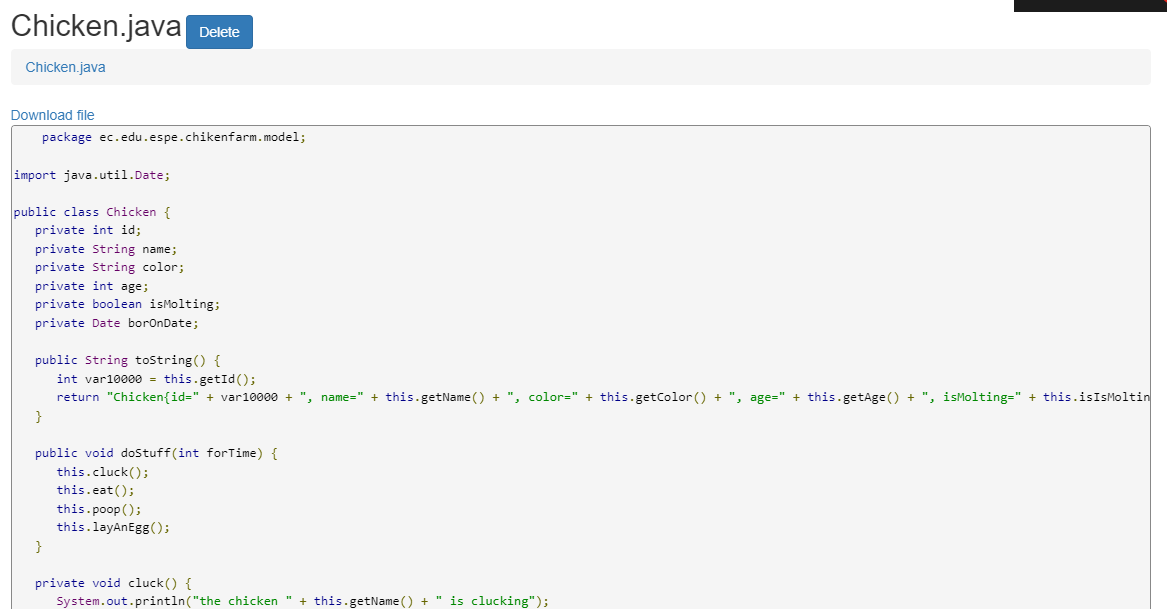 Chicken.java Delete
Chicken.java
Download file
package ec.edu.espe.chikenfarm.model;
import java.util.Date;
public class Chicken {
private int id;
private String name;
private String color;
private int age;
private boolean isMolting;
private Date borOnDate;
public String toString() {
int var10000 = this.getId();
return "Chicken{id=" + var10000 + ", name=" + this.getName() + ", color=" + this.getColor() + ", age=" + this.getAge() + ", isMolting=" + this.isIsMoltin
}
public void doStuff(int forTime) {
this.cluck();
this.eat();
this.poop();
this.layAnEgg();
}
private void cluck() {
System.out.println("the chicken " + this.getName() + " is clucking");